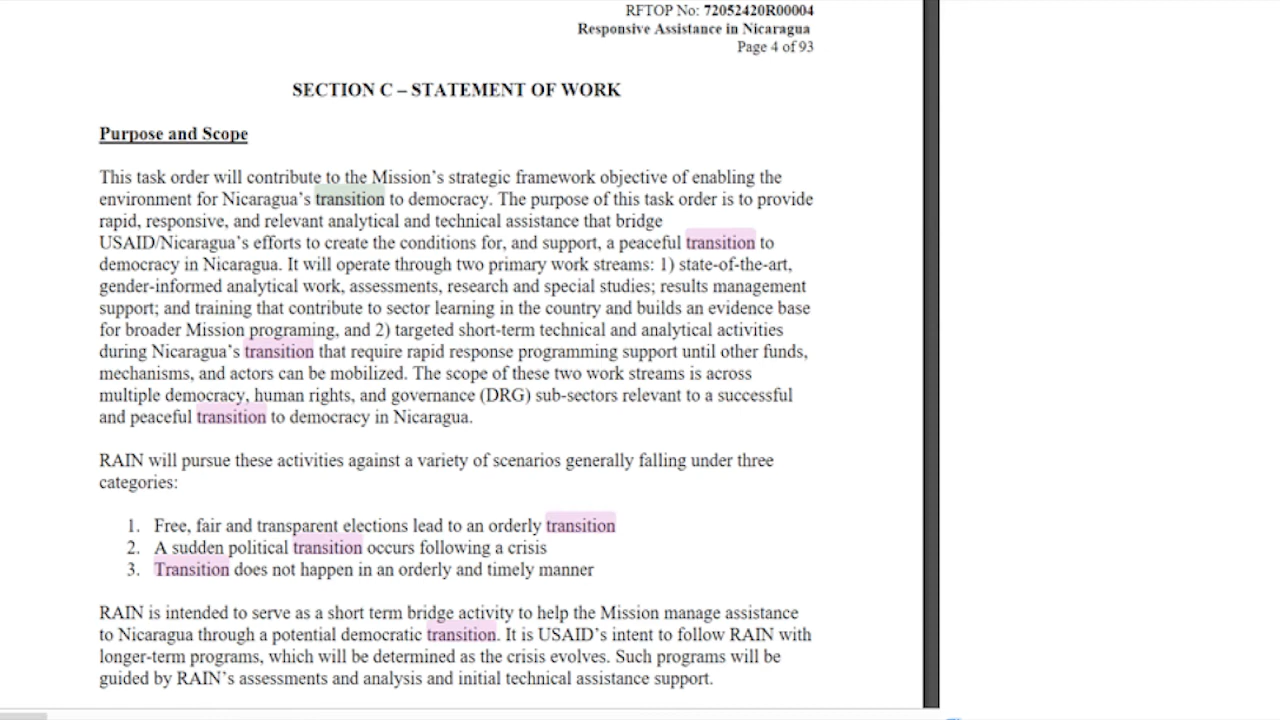 RFTOP No: 72052420R00004
Responsive Assistance in Nicaragua
Page 4 of 93
SECTION C – STATEMENT OF WORK
Purpose and Scope
This task order will contribute to the Mission's strategic framework objective of enabling the
environment for Nicaragua's transition to democracy. The purpose of this task order is to provide
rapid, responsive, and relevant analytical and technical assistance that bridge
USAID/Nicaragua's efforts to create the conditions for, and support, a peaceful transition to
democracy in Nicaragua. It will operate through two primary work streams: 1) state-of-the-art,
gender-informed analytical work, assessments, research and special studies; results management
support; and training that contribute to sector learning in the country and builds an evidence base
for broader Mission programing, and 2) targeted short-term technical and analytical activities
during Nicaragua's transition that require rapid response programming support until other funds,
mechanisms, and actors can be mobilized. The scope of these two work streams is across
multiple democracy, human rights, and governance (DRG) sub-sectors relevant to a successful
and peaceful transition to democracy in Nicaragua.
RAIN will pursue these activities against a variety of scenarios generally falling under three
categories:
1. Free, fair and transparent elections lead to an orderly transition
2. A sudden political transition occurs following a crisis
3. Transition does not happen in an orderly and timely manner
RAIN is intended to serve as a short term bridge activity to help the Mission manage assistance
to Nicaragua through a potential democratic transition. It is USAID's intent to follow RAIN with
longer-term programs, which will be determined as the crisis evolves. Such programs will be
guided by RAIN's assessments and analysis and initial technical assistance support.